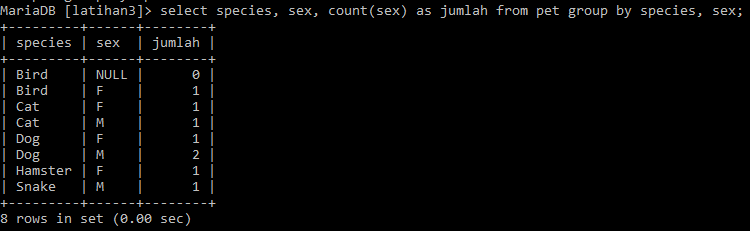 MariaDB [latihan3]> select species, sex, count(sex) as jumlah from pet group by species, sex;
+---------+------+--------+
| species | sex  | jumlah |
+---------+------+--------+
| Bird    | NULL |      0 |
| Bird    | F    |      1 |
| Cat     | F    |      1 |
| Cat     | M    |      1 |
| Dog     | F    |      1 |
| Dog     | M    |      2 |
| Hamster | F    |      1 |
| Snake   | M    |      1 |
+---------+------+--------+
8 rows in set (0.00 sec)